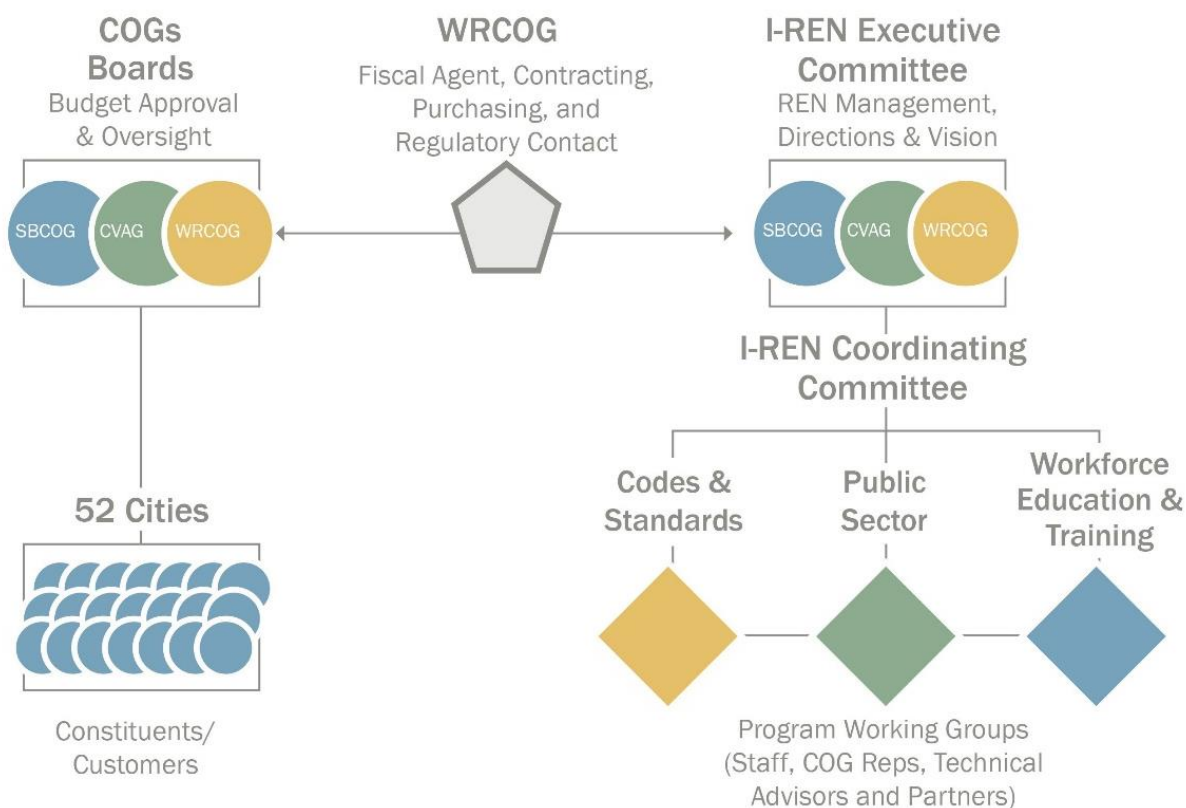 COGs
Boards
Budget Approval
& Oversight
SBCOG
CVAG
WRCOG
WRCOG
Fiscal Agent, Contracting,
Purchasing, and
Regulatory Contact
I-REN Executive
Committee
REN Management,
Directions & Vision
SBCOG
CVAG
WRCOG
I-REN Coordinating
Committee
52 Cities
Constituents/
Customers
Codes &
Standards
Public
Sector
Workforce
Education &
Training
Program Working Groups
(Staff, COG Reps, Technical
Advisors and Partners)